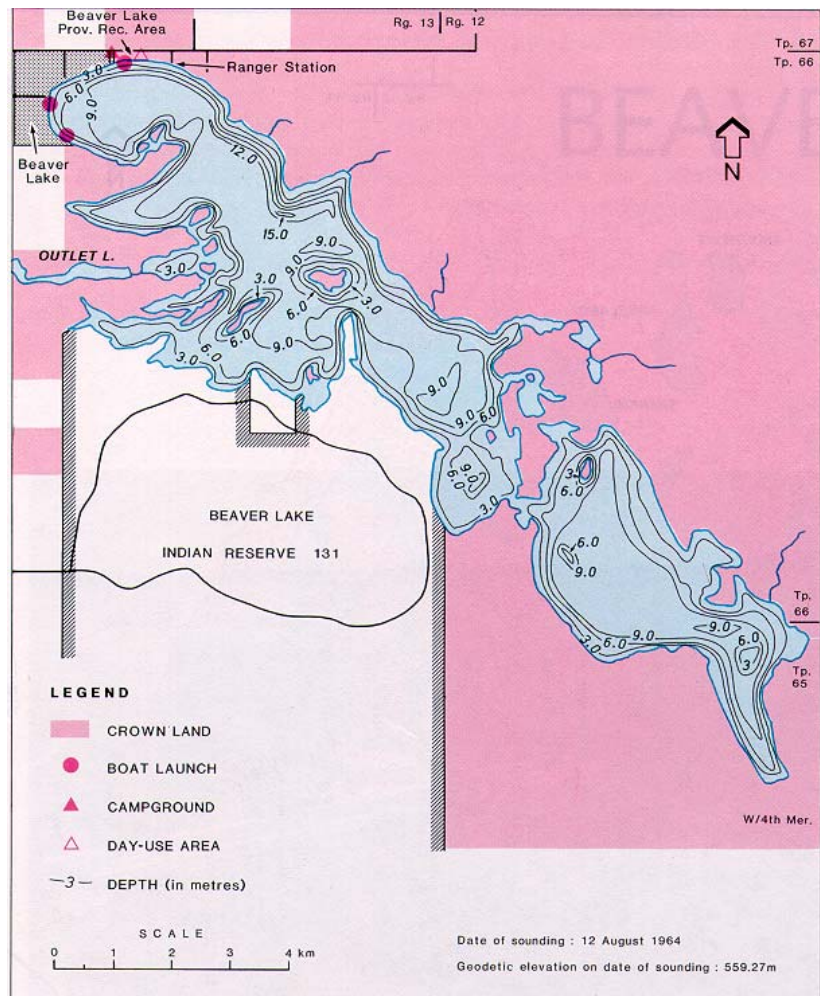 Beaver Lake
Prov. Rec. Area
Rg. 13 Rg. 12
Tp. 67
Tp. 66
Ranger Station
3.0
6.0
9.0
BEAVE
N
12.0
Beaver
Lake
15.0
9.0
OUTLET L.
3.0
3.0
9.0
6.0
3.0
6.0
9.0
6.0
3.0
9.0
9.0
6.0
9.0
6.0
3.0
3
6.0
BEAVER LAKE
INDIAN RESERVE 131
6.0
9.0
Tp.
66
9.0
6.0
3
3.0
6.0
9.0
Tp.
65
LEGEND
CROWN LAND
BOAT LAUNCH
CAMPGROUND
DAY-USE AREA
W/4th Mer.
3 DEPTH (in metres)
SCALE
0 1 2 3 4 km
Date of sounding : 12 August 1964
Geodetic elevation on date of sounding : 559.27m